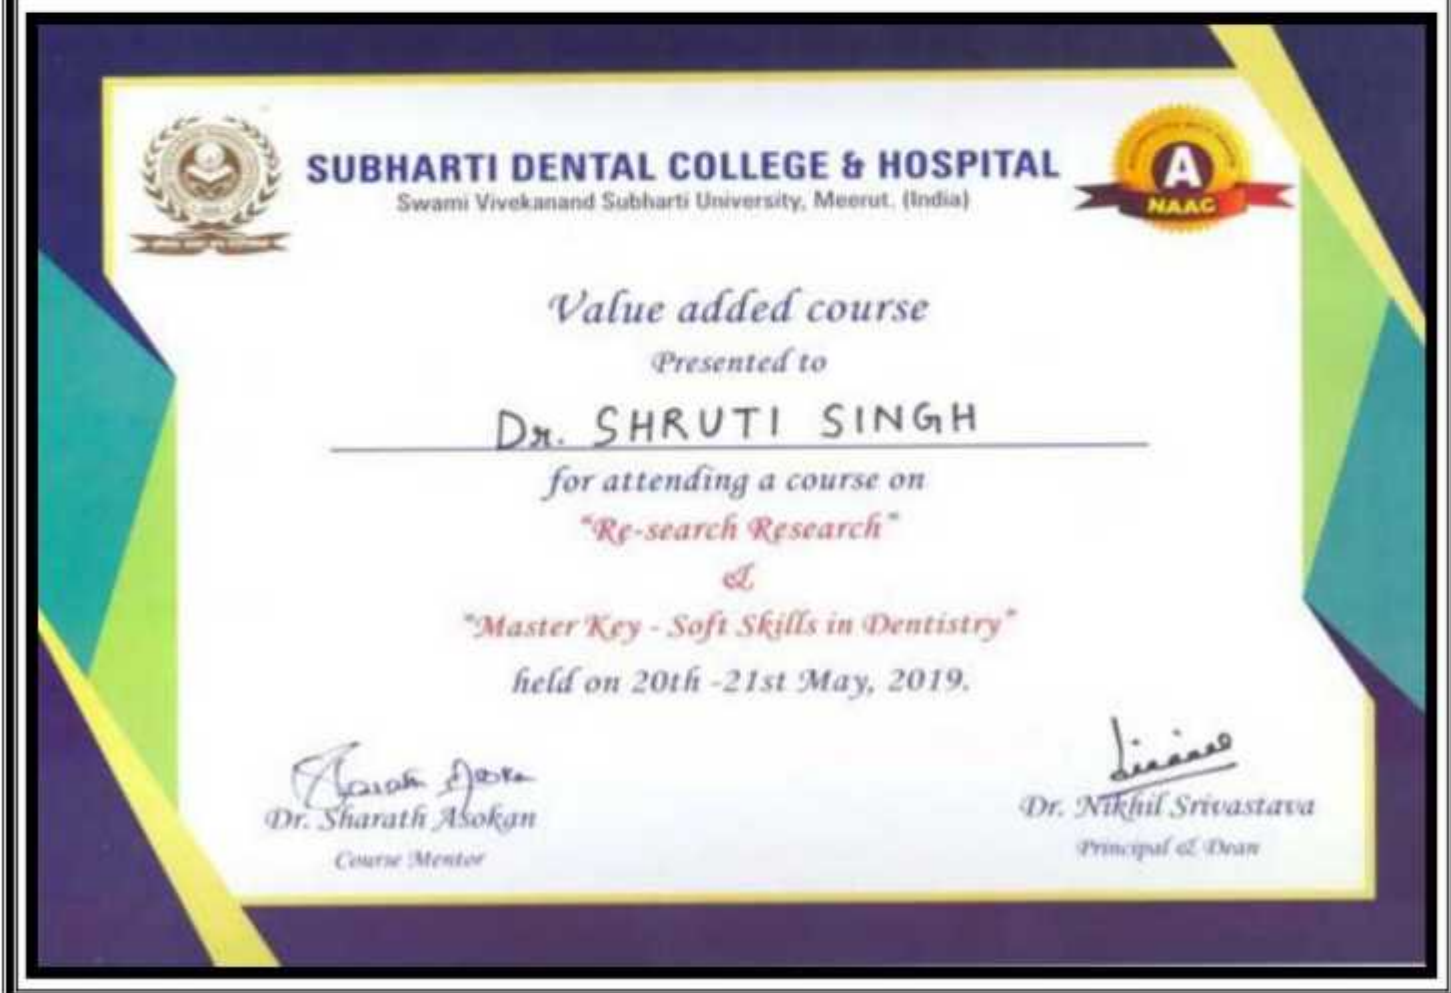 SUBHARTI DENTAL COLLEGE & HOSPITAL
Swami Vivekanand Subharti University, Meerut. (India)
A
NAAC
Value added course
Presented to
Dr. SHRUTI SINGH
for attending a course on
"Re-search Research"
&
"Master Key - Soft Skills in Dentistry"
held on 20th -21st May, 2019.
Sharath Asokan
Dr. Sharath Asokan
Dr. Nikhil Srivastava
Course Mentor
Principal & Dean